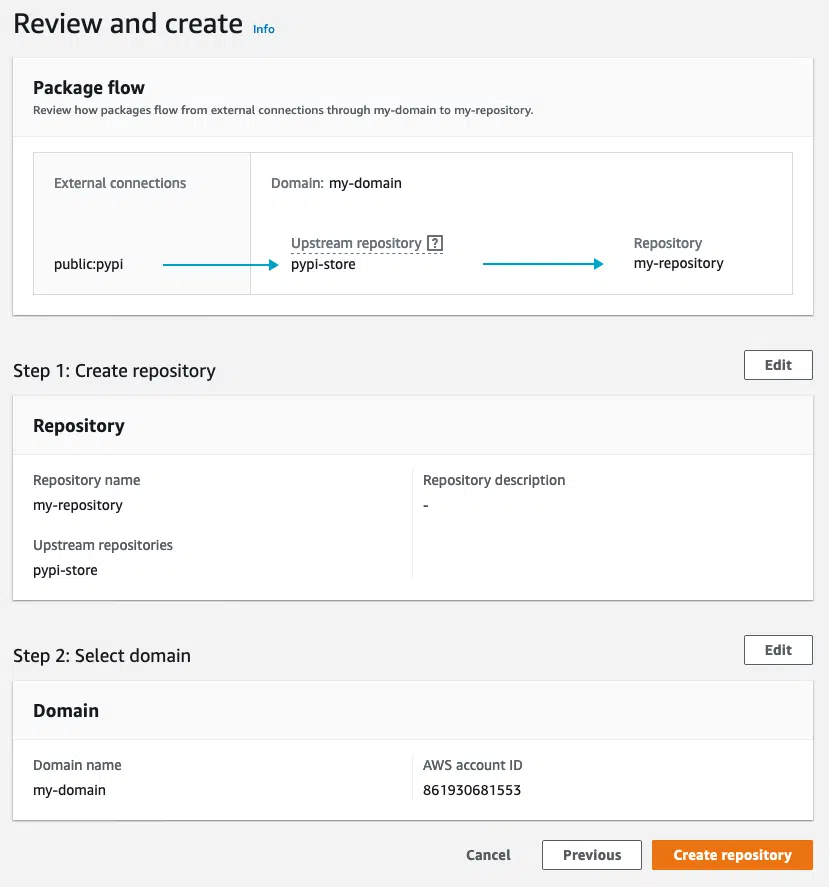 Review and create Info
Package flow
Review how packages flow from external connections through my-domain to my-repository.
External connections
Domain: my-domain
Upstream repository [?]
Repository
public:pypi
pypi-store
my-repository
Step 1: Create repository
Edit
Repository
Repository name
Repository description
my-repository
-
Upstream repositories
pypi-store
Step 2: Select domain
Edit
Domain
Domain name
AWS account ID
my-domain
861930681553
Cancel
Previous
Create repository